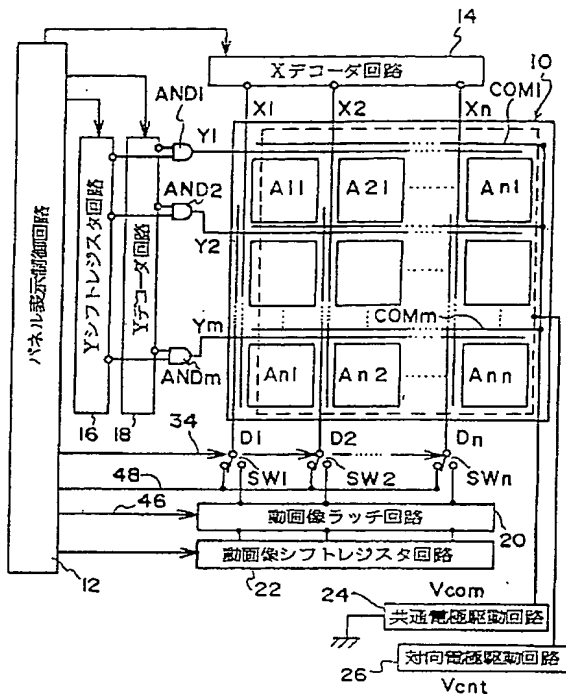 14
Xデコーダ回路
10
AND1
X1
X2
Xn
COM1
Y1
A11
A21
An1
AND2
Y2
パネル表示制御回路
Yシフトレジスタ回路
Yデコーダ回路
Ym
COMm
ANDm
An1
An2
Ann
16
18
34
D1
D2
Dn
48
SW1
SW2
SWn
46
動画像ラッチ回路
20
動画像シフトレジスタ回路
12
22
Vcom
24
共通電極駆動回路
26
対向電極駆動回路
Vcnt